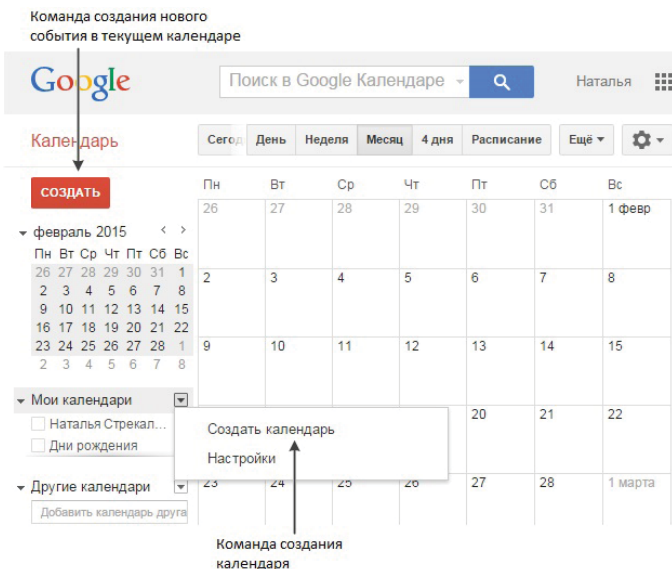 Команда создания нового
события в текущем календаре
Google
Поиск в Google Календаре
Наталья
Календарь
День Неделя Месяц 4 дня Расписание Ещё
СОЗДАТЬ
февраль 2015 < >
Пн Вт Ср Чт Пт Сб Вс
26 27 28 29 30 31 1
2 3 4 5 6 7 8
9 10 11 12 13 14 15
16 17 18 19 20 21 22
23 24 25 26 27 28 1
2 3 4 5 6 7 8
Мои календари
Наталья Стрекал...
Дни рождения
Другие календари
Добавить календарь друга
Пн Вт Ср Чт Пт Сб Вс
26 27 28 29 30 31 1 февр
2 3 4 5 6 7 8
9 10 11 12 13 14 15
20 21 22
Создать календарь
Настройки
23 24 25 26 27 28 1 марта
Команда создания
календаря